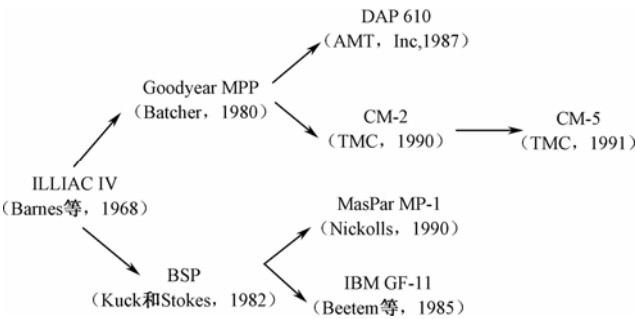 DAP 610
（AMT，Inc,1987）
Goodyear MPP
（Batcher，1980）
CM-2
（TMC，1990）
CM-5
（TMC，1991）
ILLIAC IV
（Barnes等，1968）
MasPar MP-1
（Nickolls，1990）
BSP
（Kuck和Stokes，1982）
IBM GF-11
（Beetem等，1985）